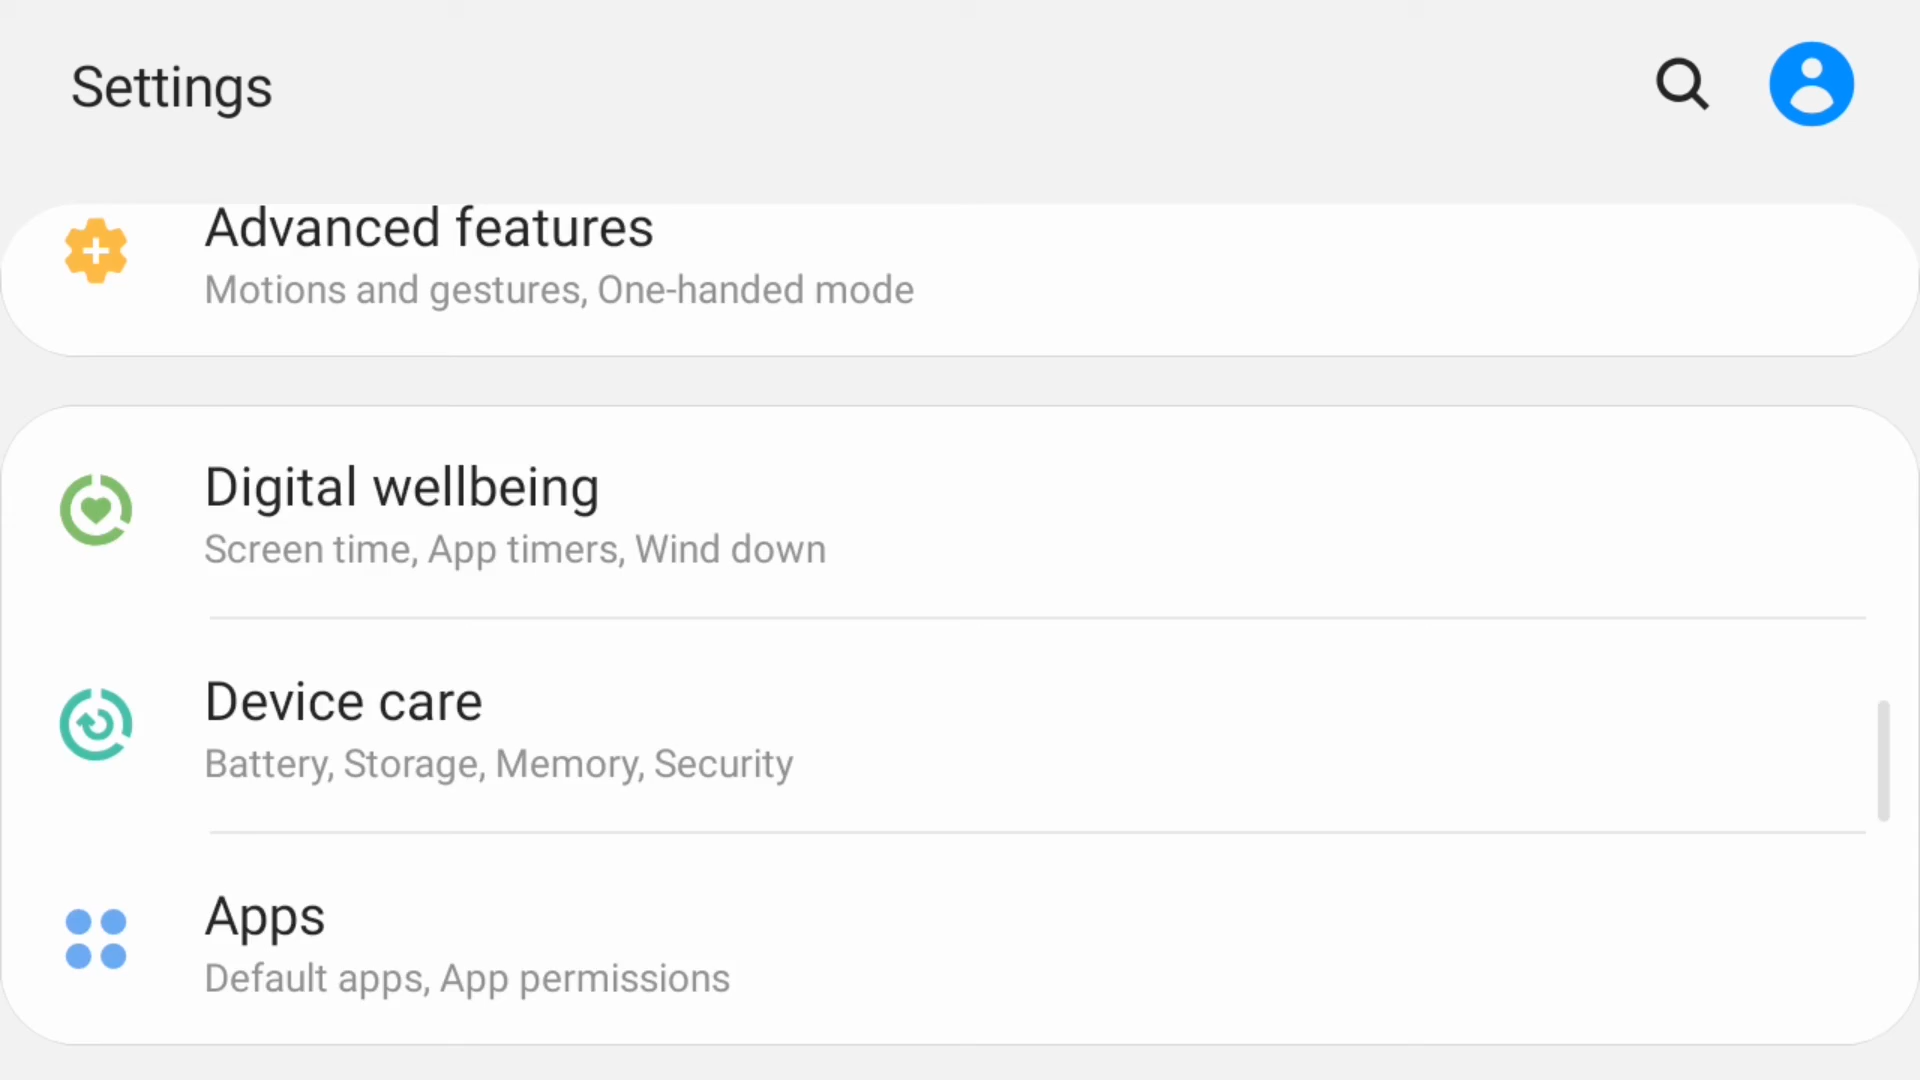 Settings
Advanced features
Motions and gestures, One-handed mode
Digital wellbeing
Screen time, App timers, Wind down
Device care
Battery, Storage, Memory, Security
Apps
Default apps, App permissions